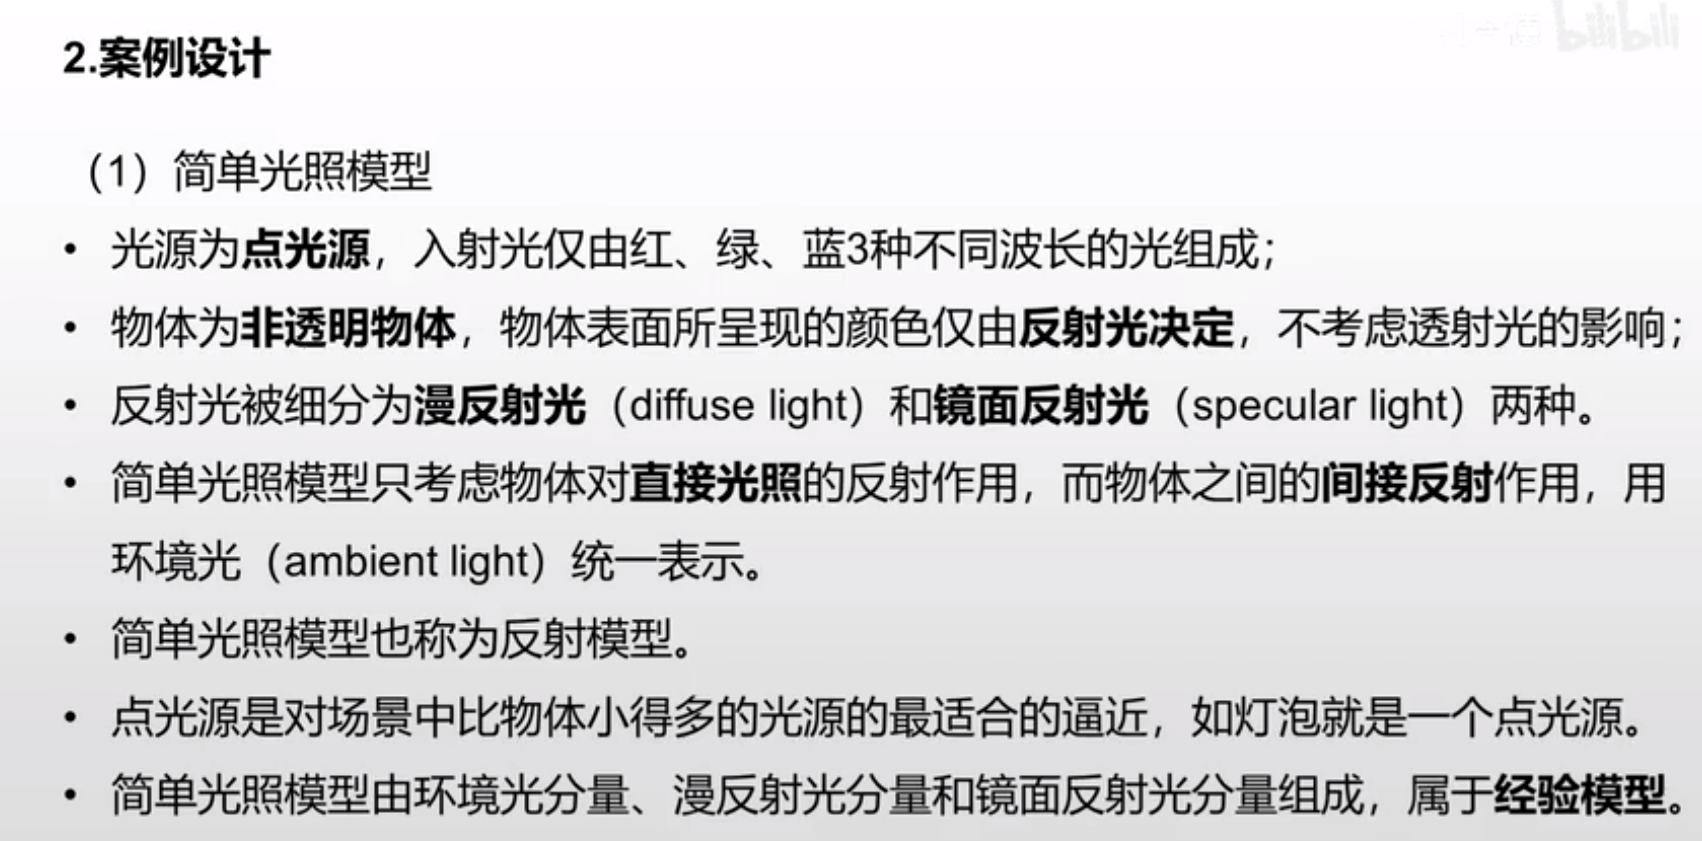 bilibili
2.案例设计
（1）简单光照模型
• 光源为点光源，入射光仅由红、绿、蓝3种不同波长的光组成；
• 物体为非透明物体，物体表面所呈现的颜色仅由反射光决定，不考虑透射光的影响；
• 反射光被细分为漫反射光（diffuse light）和镜面反射光（specular light）两种。
• 简单光照模型只考虑物体对直接光照的反射作用，而物体之间的间接反射作用，用
环境光（ambient light）统一表示。
• 简单光照模型也称为反射模型。
• 点光源是对场景中比物体小得多的光源的最适合的逼近，如灯泡就是一个点光源。
• 简单光照模型由环境光分量、漫反射光分量和镜面反射光分量组成，属于经验模型。